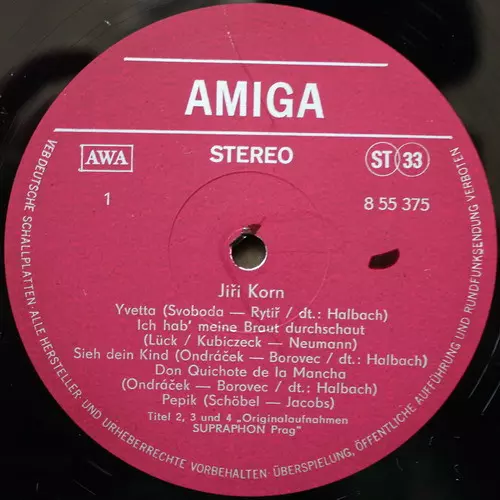 AMIGA
AWA
STEREO
ST 33
1
8 55 375
Jiří Korn
Yvetta (Svoboda — Rytíř / dt.: Halbach)
Ich hab' meine Braut durchschaut
(Lück / Kubiczeck — Neumann)
Sieh dein Kind (Ondráček — Borovec / dt.: Halbach)
Don Quichote de la Mancha
(Ondráček — Borovec / dt.: Halbach)
Pepik (Schöbel — Jacobs)
Titel 2, 3 und 4 „Originalaufnahmen
SUPRAPHON Prag"
VEB DEUTSCHE SCHALLPLATTEN · ALLE HERSTELLER- UND URHEBERRECHTE VORBEHALTEN · ÜBERSPIELUNG, ÖFFENTLICHE AUFFÜHRUNG UND RUNDFUNKSENDUNG VERBOTEN